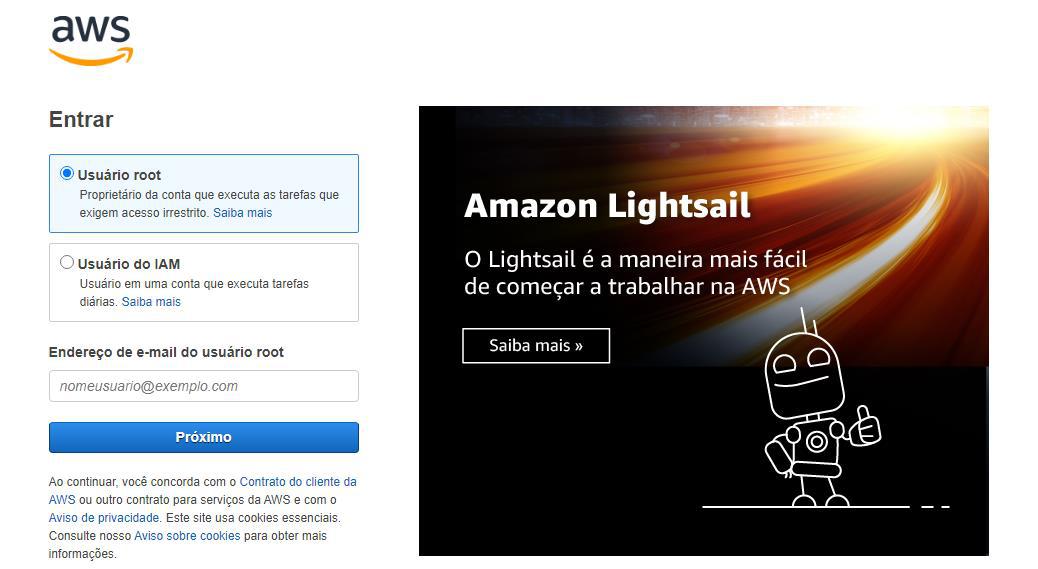 aws
Entrar
Usuário root
Proprietário da conta que executa as tarefas que
exigem acesso irrestrito. Saiba mais
Usuário do IAM
Usuário em uma conta que executa tarefas
diárias. Saiba mais
Endereço de e-mail do usuário root
nomeusuario@exemplo.com
Próximo
Ao continuar, você concorda com o Contrato do cliente da
AWS ou outro contrato para serviços da AWS e com o
Aviso de privacidade. Este site usa cookies essenciais.
Consulte nosso Aviso sobre cookies para obter mais
informações.
Amazon Lightsail
O Lightsail é a maneira mais fácil
de começar a trabalhar na AWS
Saiba mais »